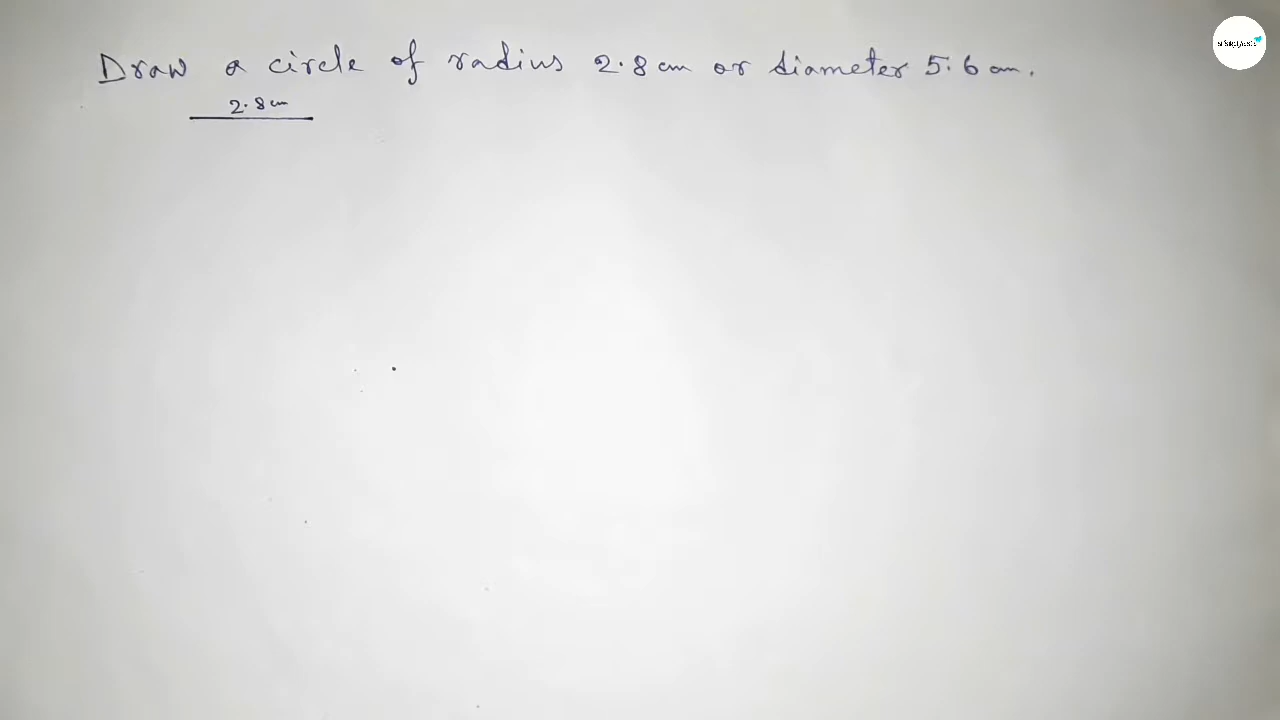 Draw a circle of radius 2.8 cm or diameter 5.6 cm.
2.8 cm